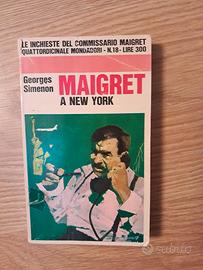 LE INCHIESTE DEL COMMISSARIO MAIGRET
QUATTORDICINALE MONDADORI - N.18 - LIRE 300
Georges
Simenon
MAIGRET
A NEW YORK
subito